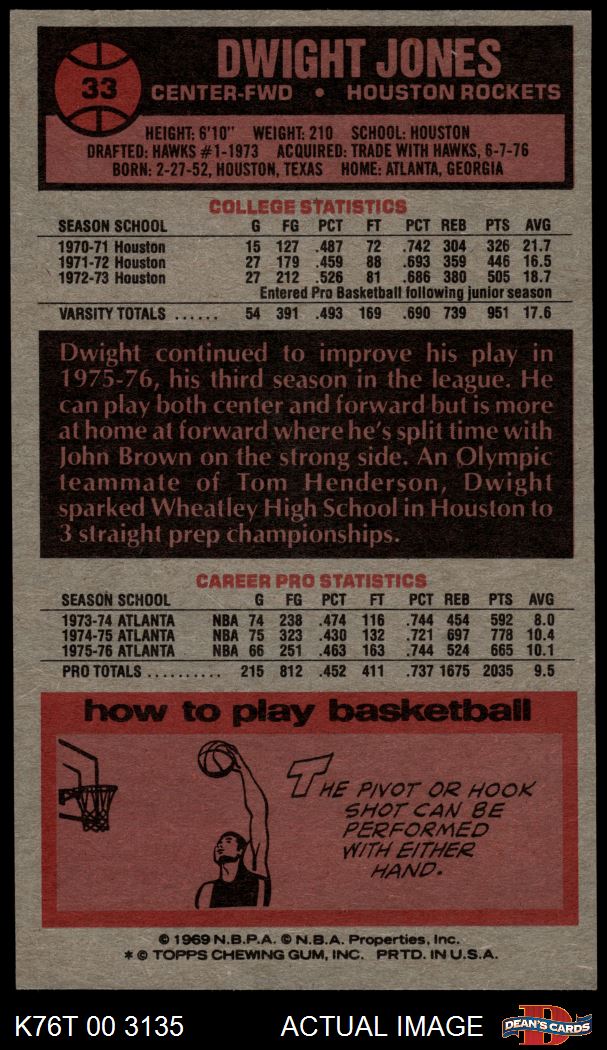 33
DWIGHT JONES
CENTER-FWD • HOUSTON ROCKETS
HEIGHT: 6'10" WEIGHT: 210 SCHOOL: HOUSTON
DRAFTED: HAWKS #1-1973 ACQUIRED: TRADE WITH HAWKS, 6-7-76
BORN: 2-27-52, HOUSTON, TEXAS HOME: ATLANTA, GEORGIA
COLLEGE STATISTICS
SEASON SCHOOL G FG PCT FT PCT REB PTS AVG
1970-71 Houston 15 127 .487 72 .742 304 326 21.7
1971-72 Houston 27 179 .459 88 .693 359 446 16.5
1972-73 Houston 27 212 .526 81 .686 380 505 18.7
Entered Pro Basketball following junior season
VARSITY TOTALS ...... 54 391 .493 169 .690 739 951 17.6
Dwight continued to improve his play in
1975-76, his third season in the league. He
can play both center and forward but is more
at home at forward where he's split time with
John Brown on the strong side. An Olympic
teammate of Tom Henderson, Dwight
sparked Wheatley High School in Houston to
3 straight prep championships.
CAREER PRO STATISTICS
SEASON SCHOOL G FG PCT FT PCT REB PTS AVG
1973-74 ATLANTA NBA 74 238 .474 116 .744 454 592 8.0
1974-75 ATLANTA NBA 75 323 .430 132 .721 697 778 10.4
1975-76 ATLANTA NBA 66 251 .463 163 .744 524 665 10.1
PRO TOTALS .......... 215 812 .452 411 .737 1675 2035 9.5
how to play basketball
THE PIVOT OR HOOK
SHOT CAN BE
PERFORMED
WITH EITHER
HAND.
© 1969 N.B.P.A. © N.B.A. Properties, Inc.
* © TOPPS CHEWING GUM, INC. PRTD. IN U.S.A.
K76T 00 3135 ACTUAL IMAGE
D
DEAN'S CARDS